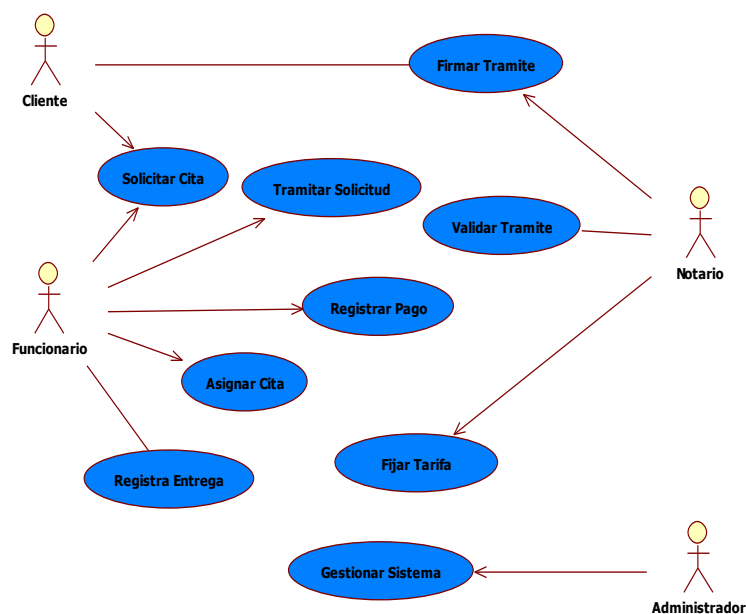 Firmar Tramite
Cliente
Solicitar Cita
Tramitar Solicitud
Validar Tramite
Notario
Registrar Pago
Funcionario
Asignar Cita
Fijar Tarifa
Registra Entrega
Gestionar Sistema
Administrador